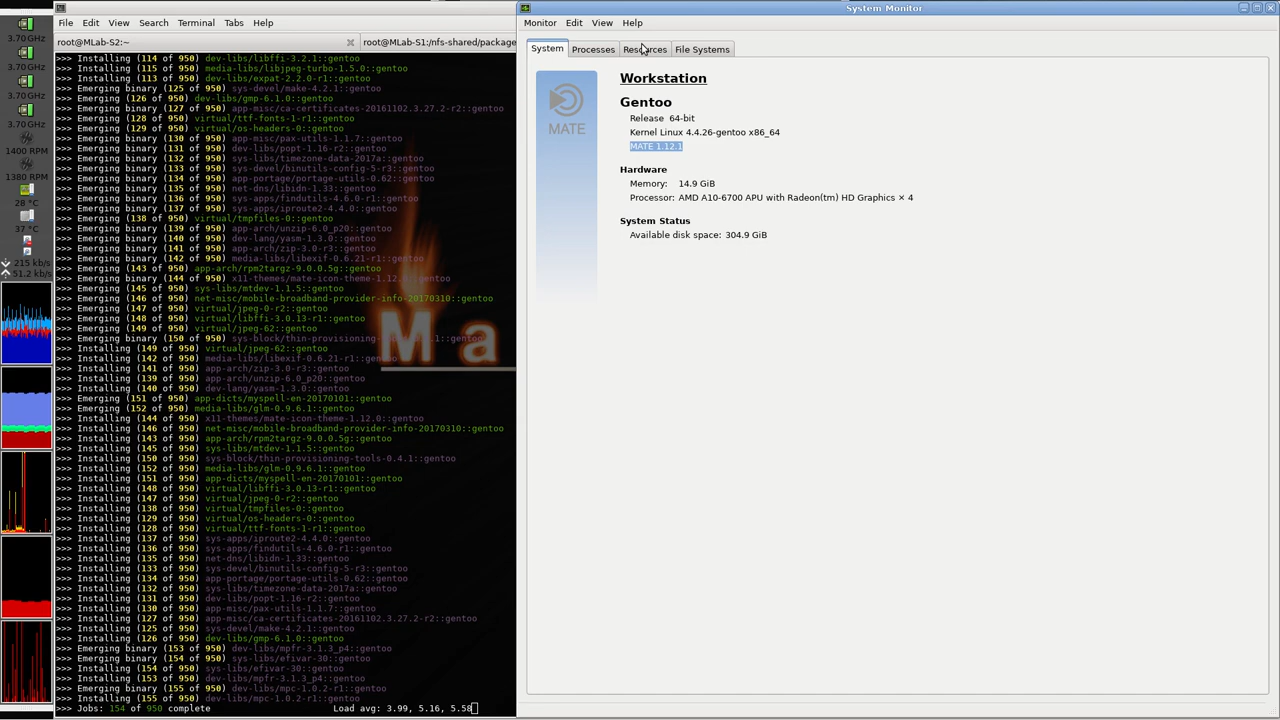 3.70 GHz
3.70 GHz
3.70 GHz
3.70 GHz
1400 RPM
1380 RPM
28 °C
37 °C
215 kb/s
51.2 kb/s
File Edit View Search Terminal Tabs Help
root@MLab-S2:~
root@MLab-S1:/nfs-shared/package
>>> Installing (114 of 950) dev-libs/libffi-3.2.1::gentoo
>>> Installing (115 of 950) media-libs/libjpeg-turbo-1.5.0::gentoo
>>> Installing (113 of 950) dev-libs/expat-2.2.0-r1::gentoo
>>> Emerging binary (125 of 950) sys-devel/make-4.2.1::gentoo
>>> Emerging (126 of 950) dev-libs/gmp-6.1.0::gentoo
>>> Emerging binary (127 of 950) app-misc/ca-certificates-20161102.3.27.2-r2::gentoo
>>> Emerging (128 of 950) virtual/ttf-fonts-1-r1::gentoo
>>> Emerging (129 of 950) virtual/os-headers-0::gentoo
>>> Emerging binary (130 of 950) app-misc/pax-utils-1.1.7::gentoo
>>> Emerging binary (131 of 950) dev-libs/popt-1.16-r2::gentoo
>>> Emerging binary (132 of 950) sys-libs/timezone-data-2017a::gentoo
>>> Emerging binary (133 of 950) sys-devel/binutils-config-5-r3::gentoo
>>> Emerging binary (134 of 950) app-portage/portage-utils-0.62::gentoo
>>> Emerging binary (135 of 950) net-dns/libidn-1.33::gentoo
>>> Emerging binary (136 of 950) sys-apps/findutils-4.6.0-r1::gentoo
>>> Emerging binary (137 of 950) sys-apps/iproute2-4.4.0::gentoo
>>> Emerging (138 of 950) virtual/tmpfiles-0::gentoo
>>> Emerging binary (139 of 950) app-arch/unzip-6.0_p20::gentoo
>>> Emerging binary (140 of 950) dev-lang/yasm-1.3.0::gentoo
>>> Emerging binary (141 of 950) app-arch/zip-3.0-r3::gentoo
>>> Emerging binary (142 of 950) media-libs/libexif-0.6.21-r1::gentoo
>>> Emerging (143 of 950) app-arch/rpm2targz-9.0.0.5g::gentoo
>>> Emerging binary (144 of 950) x11-themes/mate-icon-theme-1.12.0::gentoo
>>> Emerging (145 of 950) sys-libs/mtdev-1.1.5::gentoo
>>> Emerging (146 of 950) net-misc/mobile-broadband-provider-info-20170310::gentoo
>>> Emerging (147 of 950) virtual/jpeg-0-r2::gentoo
>>> Emerging (148 of 950) virtual/libffi-3.0.13-r1::gentoo
>>> Emerging (149 of 950) virtual/jpeg-62::gentoo
>>> Emerging binary (150 of 950) sys-block/thin-provisioning-tools-0.4.1::gentoo
>>> Installing (149 of 950) virtual/jpeg-62::gentoo
>>> Installing (142 of 950) media-libs/libexif-0.6.21-r1::gentoo
>>> Installing (141 of 950) app-arch/zip-3.0-r3::gentoo
>>> Installing (139 of 950) app-arch/unzip-6.0_p20::gentoo
>>> Installing (140 of 950) dev-lang/yasm-1.3.0::gentoo
>>> Emerging (151 of 950) app-dicts/myspell-en-20170101::gentoo
>>> Emerging (152 of 950) media-libs/glm-0.9.6.1::gentoo
>>> Installing (144 of 950) x11-themes/mate-icon-theme-1.12.0::gentoo
>>> Installing (146 of 950) net-misc/mobile-broadband-provider-info-20170310::gentoo
>>> Installing (143 of 950) app-arch/rpm2targz-9.0.0.5g::gentoo
>>> Installing (145 of 950) sys-libs/mtdev-1.1.5::gentoo
>>> Installing (150 of 950) sys-block/thin-provisioning-tools-0.4.1::gentoo
>>> Installing (152 of 950) media-libs/glm-0.9.6.1::gentoo
>>> Installing (151 of 950) app-dicts/myspell-en-20170101::gentoo
>>> Installing (148 of 950) virtual/libffi-3.0.13-r1::gentoo
>>> Installing (147 of 950) virtual/jpeg-0-r2::gentoo
>>> Installing (138 of 950) virtual/tmpfiles-0::gentoo
>>> Installing (129 of 950) virtual/os-headers-0::gentoo
>>> Installing (128 of 950) virtual/ttf-fonts-1-r1::gentoo
>>> Installing (137 of 950) sys-apps/iproute2-4.4.0::gentoo
>>> Installing (136 of 950) sys-apps/findutils-4.6.0-r1::gentoo
>>> Installing (135 of 950) net-dns/libidn-1.33::gentoo
>>> Installing (133 of 950) sys-devel/binutils-config-5-r3::gentoo
>>> Installing (134 of 950) app-portage/portage-utils-0.62::gentoo
>>> Installing (132 of 950) sys-libs/timezone-data-2017a::gentoo
>>> Installing (131 of 950) dev-libs/popt-1.16-r2::gentoo
>>> Installing (130 of 950) app-misc/pax-utils-1.1.7::gentoo
>>> Installing (127 of 950) app-misc/ca-certificates-20161102.3.27.2-r2::gentoo
>>> Installing (125 of 950) sys-devel/make-4.2.1::gentoo
>>> Installing (126 of 950) dev-libs/gmp-6.1.0::gentoo
>>> Emerging binary (153 of 950) dev-libs/mpfr-3.1.3_p4::gentoo
>>> Emerging binary (154 of 950) sys-libs/efivar-30::gentoo
>>> Installing (154 of 950) sys-libs/efivar-30::gentoo
>>> Installing (153 of 950) dev-libs/mpfr-3.1.3_p4::gentoo
>>> Emerging binary (155 of 950) dev-libs/mpc-1.0.2-r1::gentoo
>>> Installing (155 of 950) dev-libs/mpc-1.0.2-r1::gentoo
>>> Jobs: 154 of 950 complete Load avg: 3.99, 5.16, 5.58
Ma
System Monitor
Monitor Edit View Help
System Processes Resources File Systems
MATE
Workstation
Gentoo
Release 64-bit
Kernel Linux 4.4.26-gentoo x86_64
MATE 1.12.1
Hardware
Memory: 14.9 GiB
Processor: AMD A10-6700 APU with Radeon(tm) HD Graphics × 4
System Status
Available disk space: 304.9 GiB